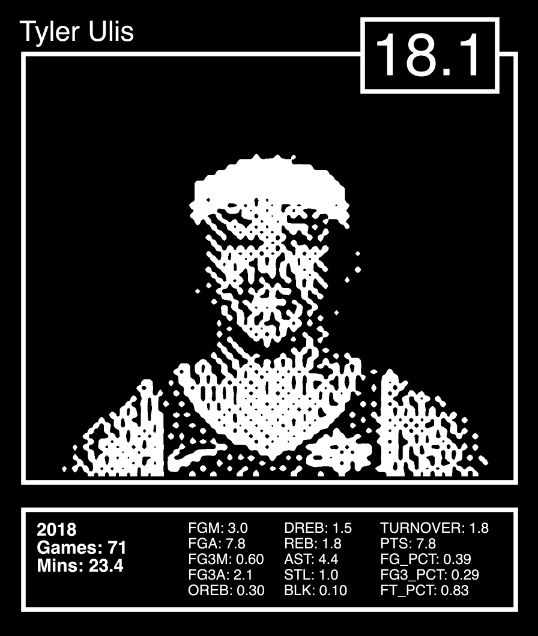 Tyler Ulis
18.1
2018
Games: 71
Mins: 23.4
FGM: 3.0
FGA: 7.8
FG3M: 0.60
FG3A: 2.1
OREB: 0.30
DREB: 1.5
REB: 1.8
AST: 4.4
STL: 1.0
BLK: 0.10
TURNOVER: 1.8
PTS: 7.8
FG_PCT: 0.39
FG3_PCT: 0.29
FT_PCT: 0.83